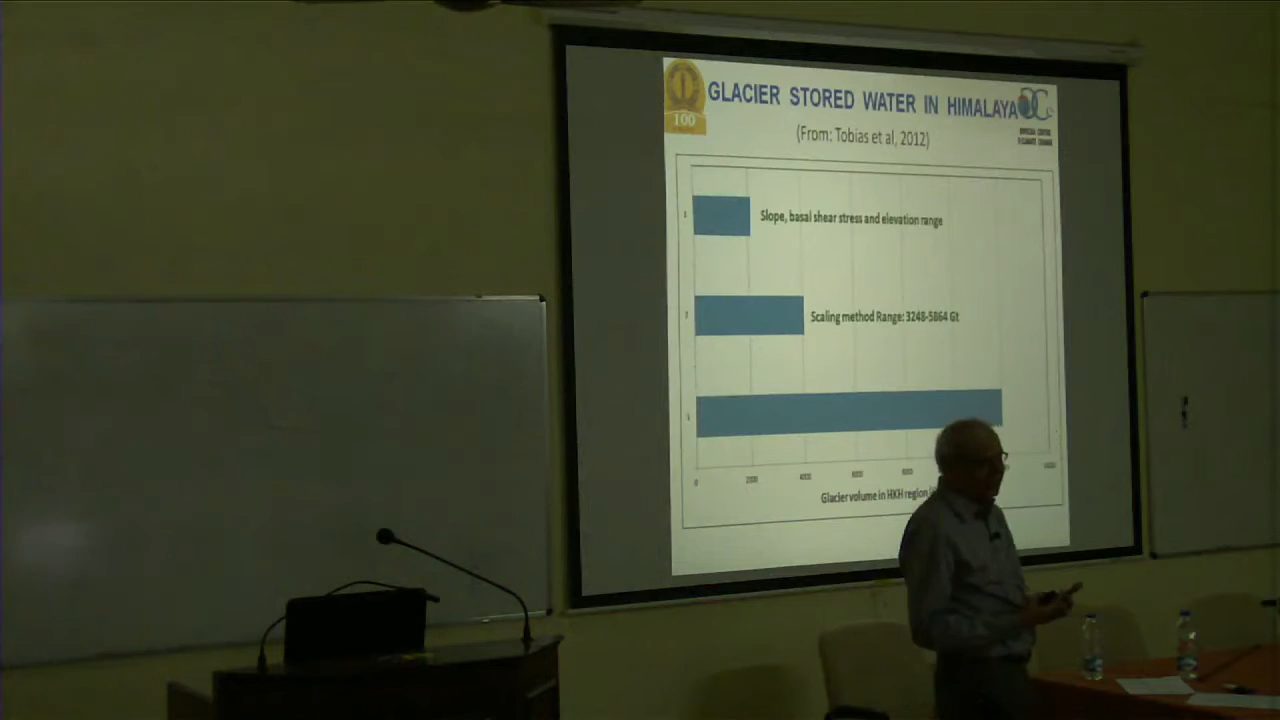 GLACIER STORED WATER IN HIMALAYA
100
(From: Tobias et al, 2012)
Slope, basal shear stress and elevation range
Scaling method Range: 3248-5864 Gt
0 2000 4000 6000 8000
Glacier volume in HKH region